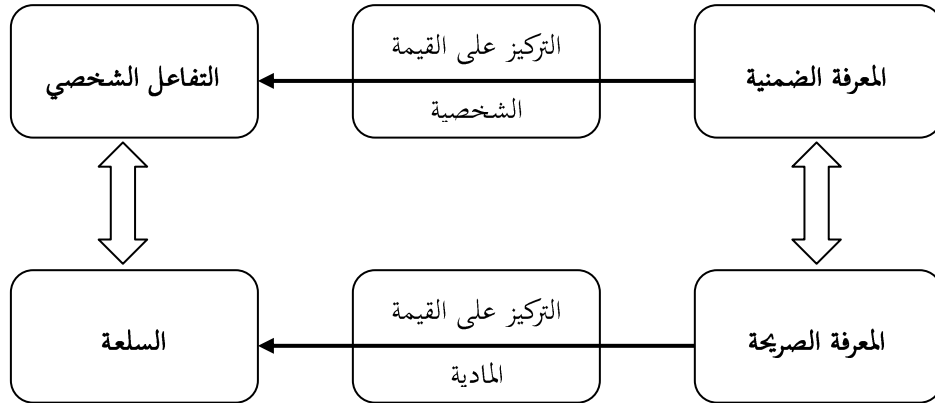 المعرفة الضمنية
التركيز على القيمة
الشخصية
التفاعل الشخصي
المعرفة الصريحة
التركيز على القيمة
المادية
السلعة